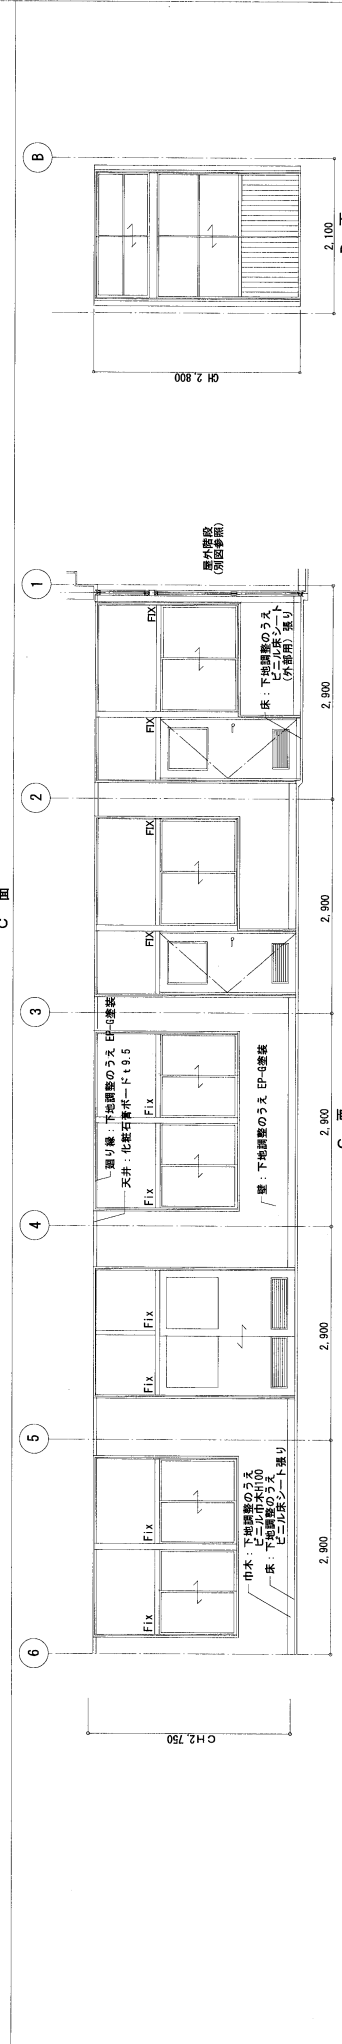 C 面
6
5
4
3
2
1
B
CH2,750
Fix
Fix
Fix
Fix
Fix
Fix
FIX
FIX
FIX
FIX
廻り縁：下地調整のうえ EP-G塗装
天井：化粧石膏ボードt9.5
壁：下地調整のうえ EP-G塗装
巾木：下地調整のうえ
ビニル巾木H100
床：下地調整のうえ
ビニル床シート張り
床：下地調整のうえ
ビニル床シート
（外部用）張り
屋外階段
（別図参照）
2,900
2,900
2,900
2,900
2,900
CH 2,800
2,100